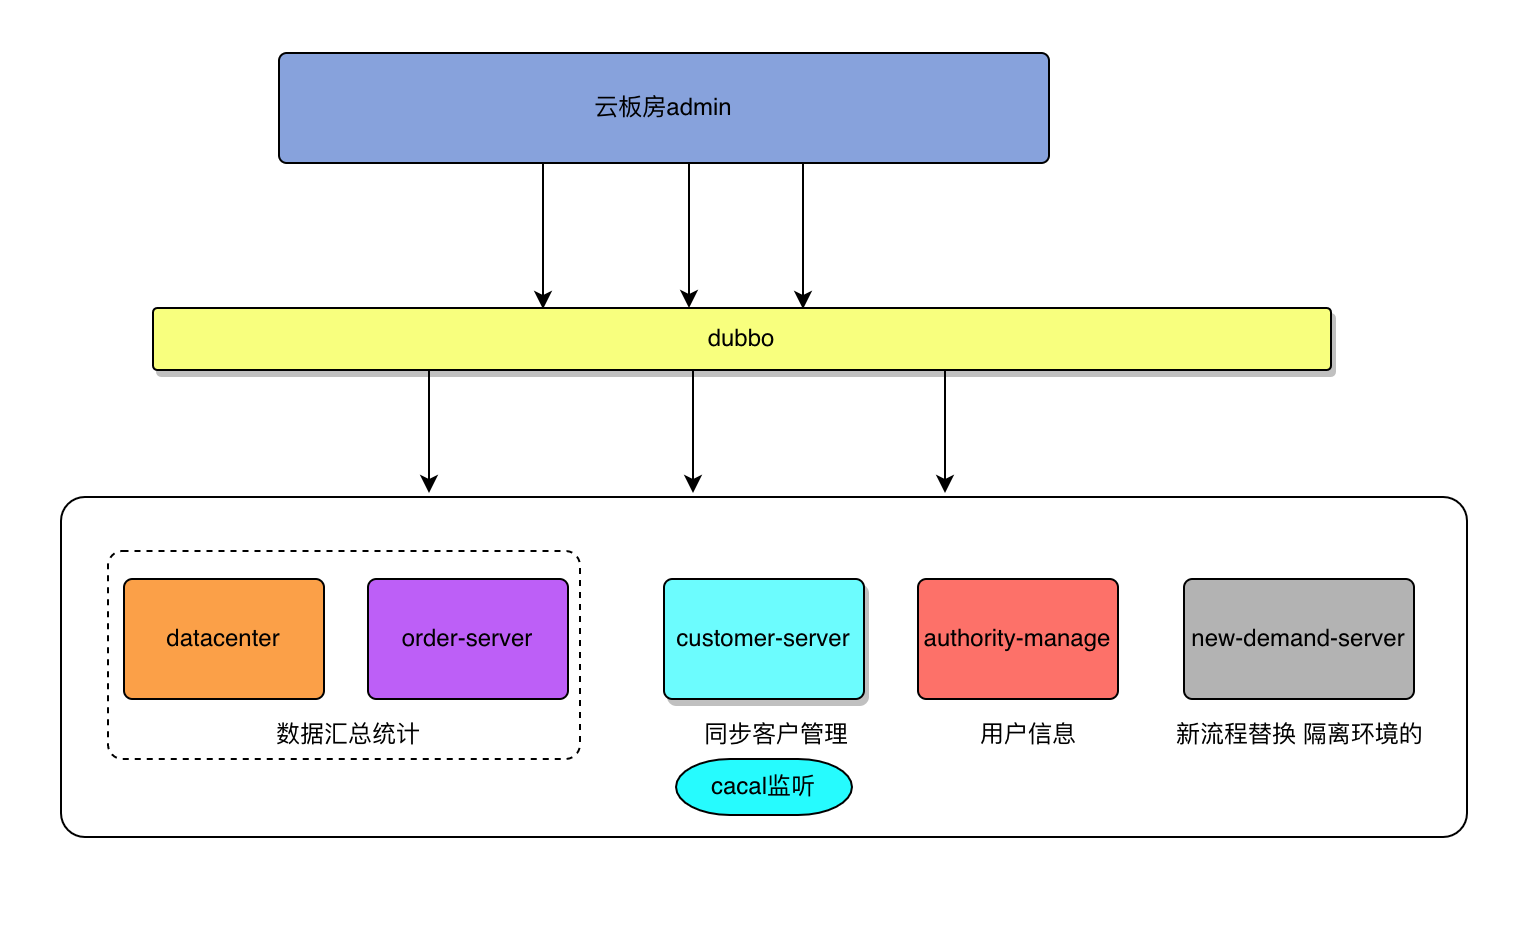 云板房admin
dubbo
datacenter
order-server
customer-server
authority-manage
new-demand-server
数据汇总统计
同步客户管理
用户信息
新流程替换 隔离环境的
cacal监听